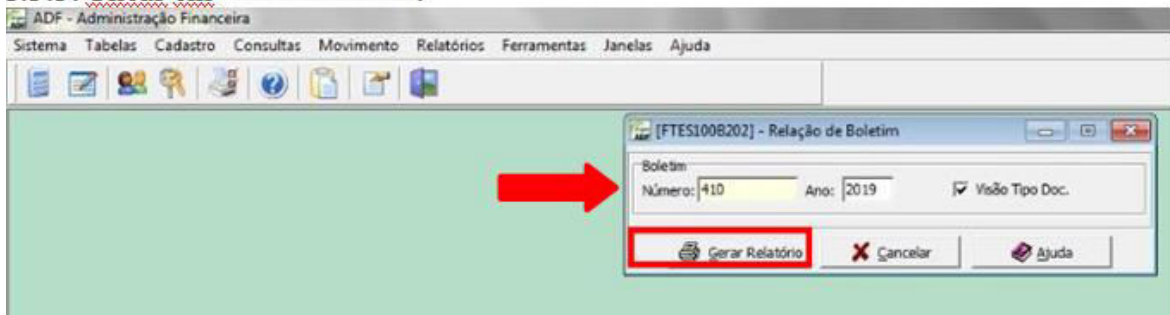 ADF - Administração Financeira
Sistema Tabelas Cadastro Consultas Movimento Relatórios Ferramentas Janelas Ajuda
[FTES100B202] - Relação de Boletim
Boletim
Número: 410 Ano: 2019 Visão Tipo Doc.
Gerar Relatório Cancelar Ajuda